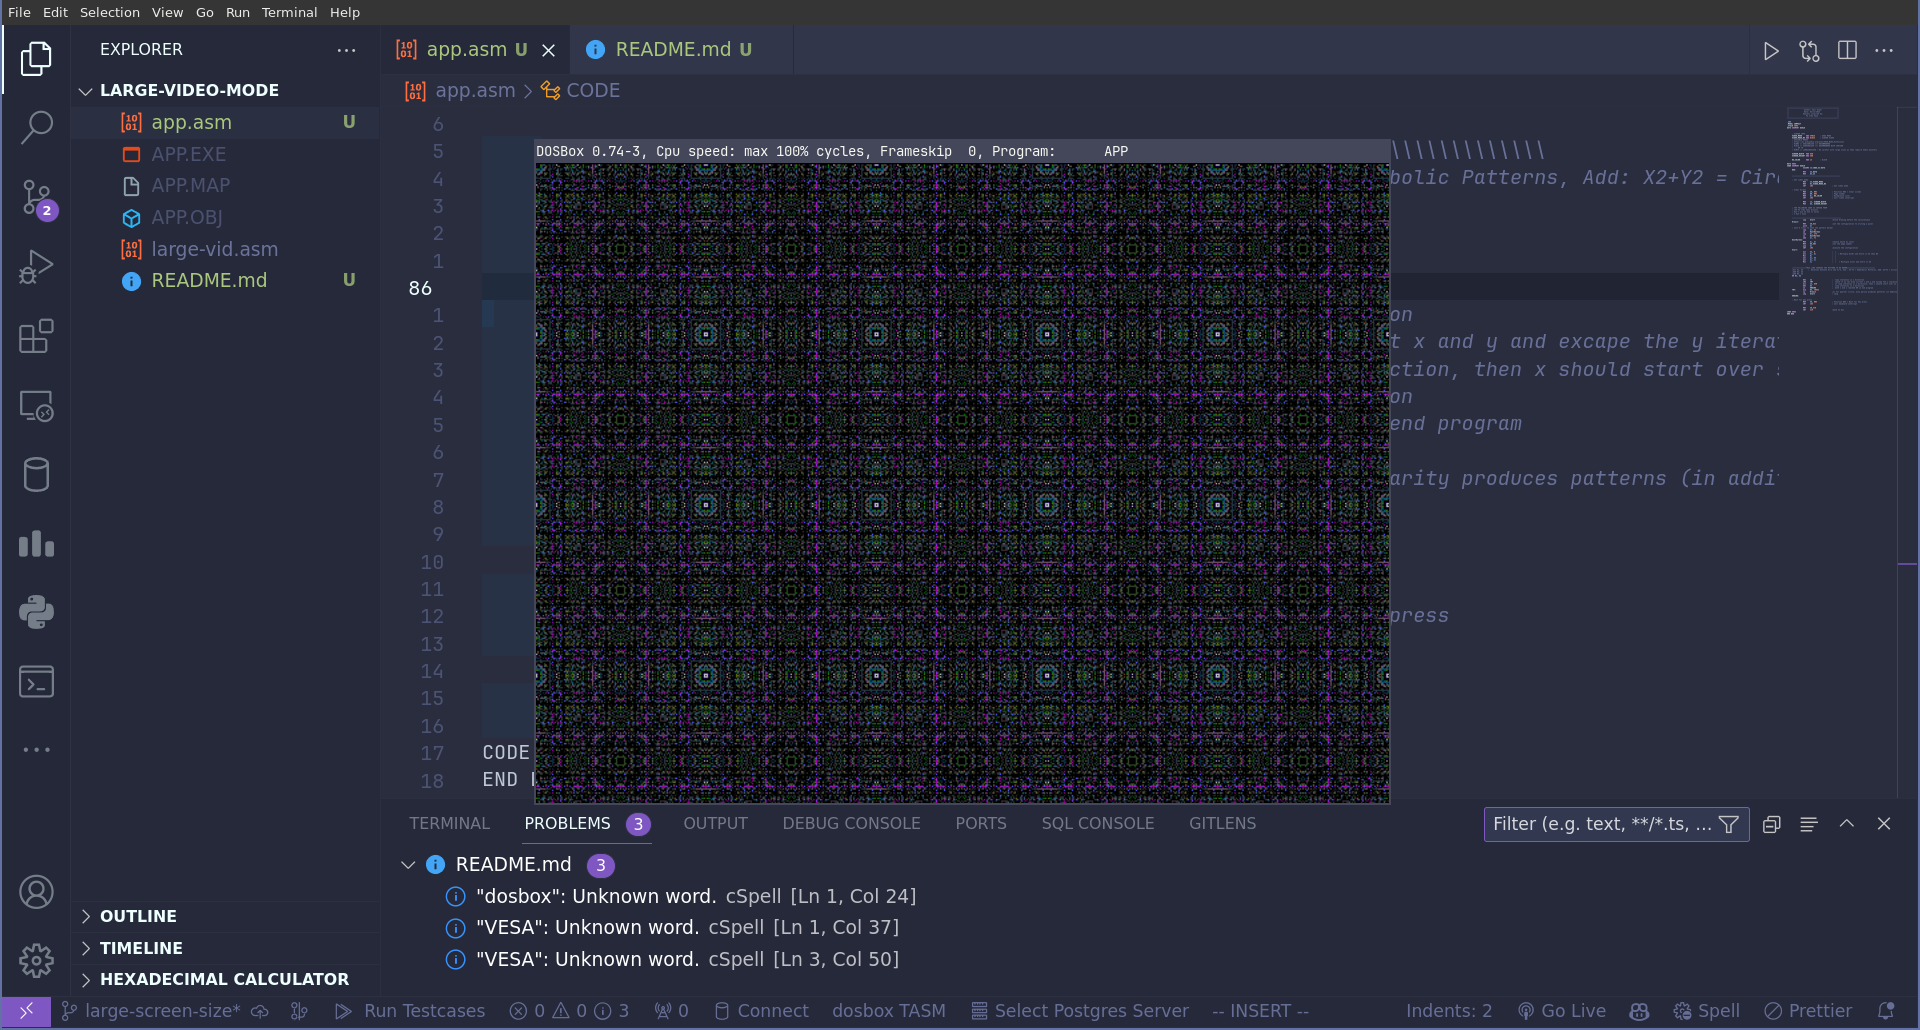 File Edit Selection View Go Run Terminal Help
EXPLORER
LARGE-VIDEO-MODE
app.asm U
APP.EXE
APP.MAP
APP.OBJ
large-vid.asm
README.md U
2
OUTLINE
TIMELINE
HEXADECIMAL CALCULATOR
app.asm U
README.md U
app.asm > CODE
6
5
4
3
2
1
86
1
2
3
4
5
6
7
8
9
10
11
12
13
14
15
16
17 CODE
18 END
DOSBox 0.74-3, Cpu speed: max 100% cycles, Frameskip 0, Program: APP
\\\\\\\\\\\\\
bolic Patterns, Add: X2+Y2 = Cir
on
t x and y and excape the y itera
ction, then x should start over
on
end program
arity produces patterns (in addi
press
TERMINAL PROBLEMS 3 OUTPUT DEBUG CONSOLE PORTS SQL CONSOLE GITLENS
Filter (e.g. text, **/*.ts, ...
README.md 3
"dosbox": Unknown word. cSpell [Ln 1, Col 24]
"VESA": Unknown word. cSpell [Ln 1, Col 37]
"VESA": Unknown word. cSpell [Ln 3, Col 50]
large-screen-size* Run Testcases 0 0 3 0 Connect dosbox TASM Select Postgres Server -- INSERT -- Indents: 2 Go Live Spell Prettier